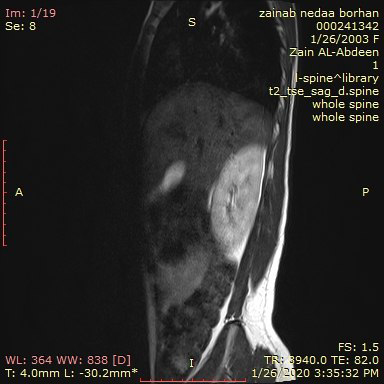 Im: 1/19
Se: 8
S
zainab nedaa borhan
000241342
1/26/2003 F
Zain AL-Abdeen
1
l-spine^library
t2_tse_sag_d.spine
whole spine
whole spine
A
P
WL: 364 WW: 838 [D]
T: 4.0mm L: -30.2mm*
I
FS: 1.5
TR: 3940.0 TE: 82.0
1/26/2020 3:35:32 PM